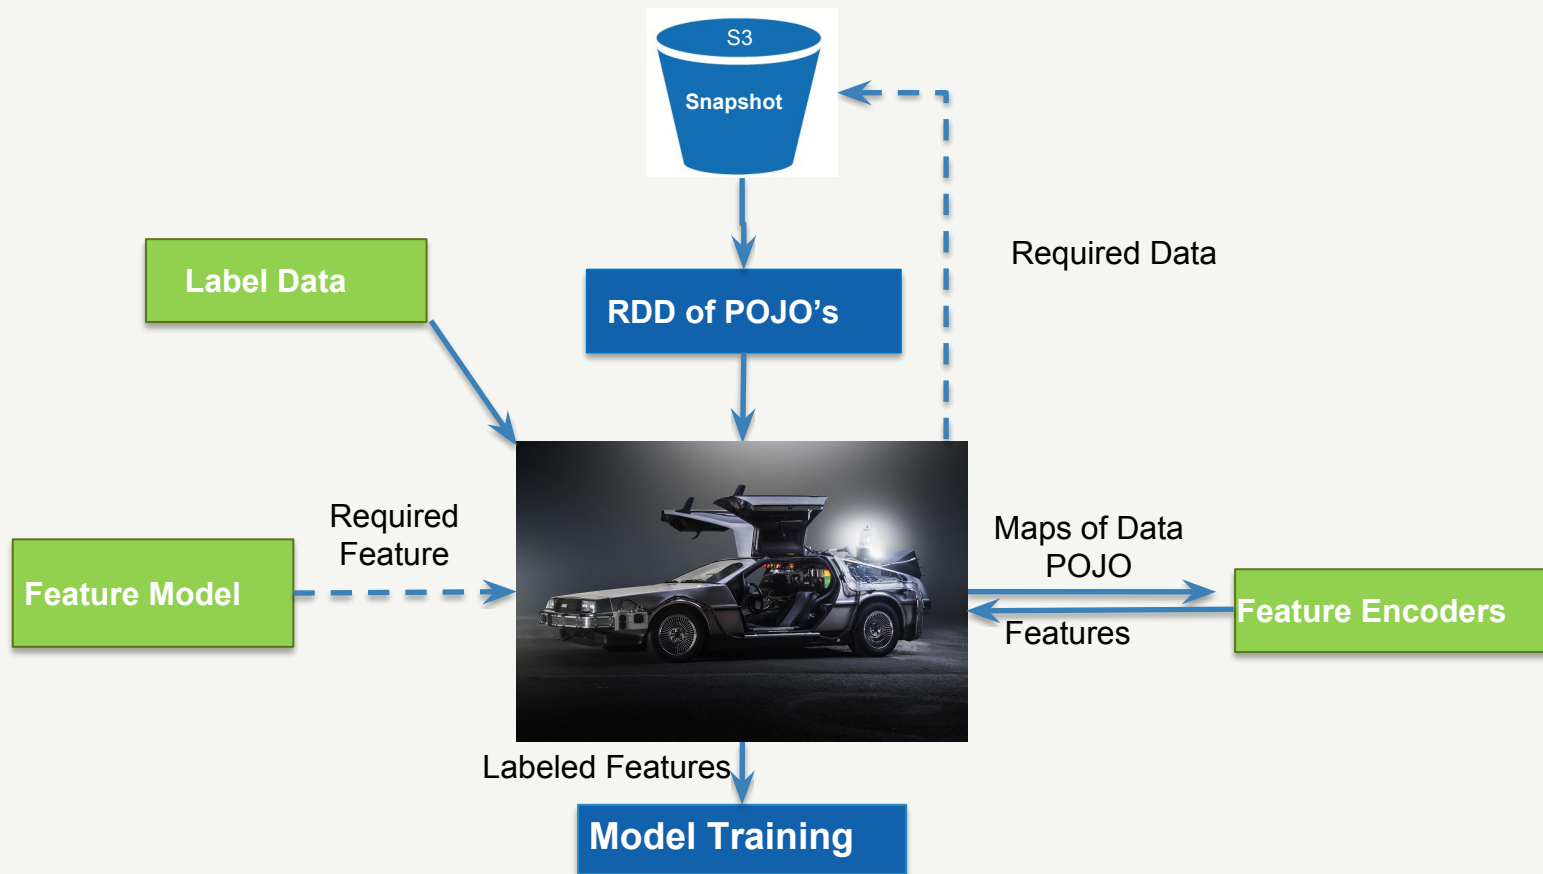 S3
Snapshot
Required Data
Label Data
RDD of POJO’s
Required
Feature
Maps of Data
POJO
Feature Model
Feature Encoders
Features
Labeled Features
Model Training